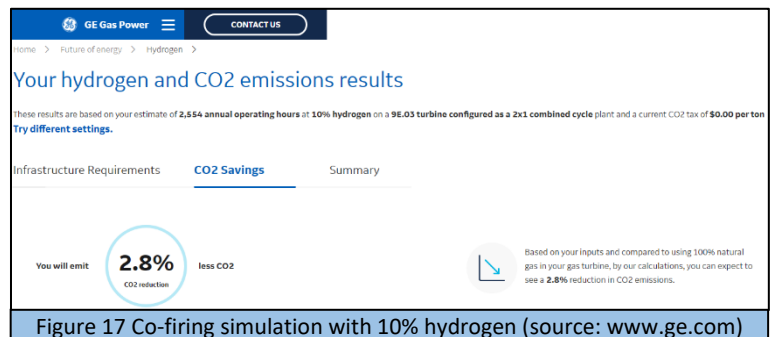 GE Gas Power
CONTACT US
Home > Future of energy > Hydrogen >
Your hydrogen and CO2 emissions results
These results are based on your estimate of 2,554 annual operating hours at 10% hydrogen on a 9E.03 turbine configured as a 2x1 combined cycle plant and a current CO2 tax of $0.00 per ton
Try different settings.
Infrastructure Requirements CO2 Savings Summary
You will emit 2.8% less CO2
CO2 reduction
Based on your inputs and compared to using 100% natural
gas in your gas turbine, by our calculations, you can expect to
see a 2.8% reduction in CO2 emissions.
Figure 17 Co-firing simulation with 10% hydrogen (source: www.ge.com)